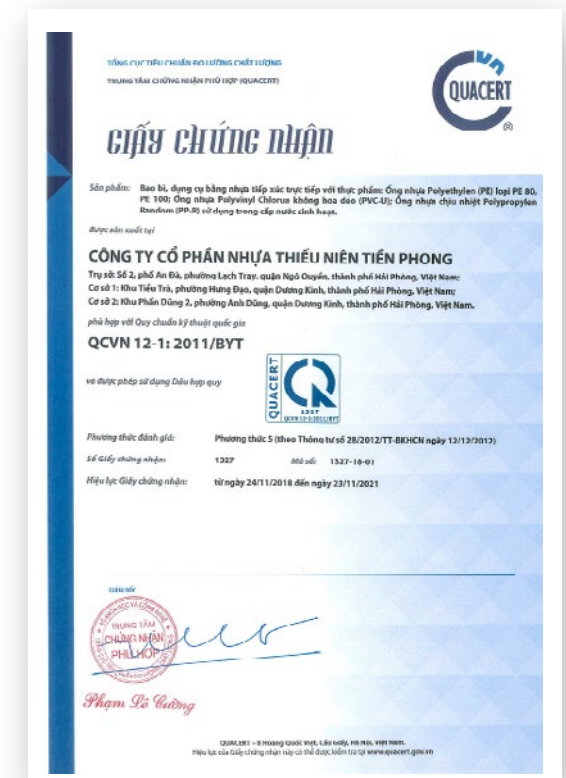 TỔNG CỤC TIÊU CHUẨN ĐO LƯỜNG CHẤT LƯỢNG
TRUNG TÂM CHỨNG NHẬN PHÙ HỢP (QUACERT)
QUACERT
®
GIẤY CHỨNG NHẬN
Sản phẩm: Bao bì, dụng cụ bằng nhựa tiếp xúc trực tiếp với thực phẩm: Ống nhựa Polyethylen (PE) loại PE 80,
PE 100; Ống nhựa Polyvinyl Chlorua không hoa dẻo (PVC-U); Ống nhựa chịu nhiệt Polypropylen
Random (PP-R) sử dụng trong cấp nước sinh hoạt.
được sản xuất tại
CÔNG TY CỔ PHẦN NHỰA THIẾU NIÊN TIỀN PHONG
Trụ sở: Số 2, phố An Đà, phường Lạch Tray, quận Ngô Quyền, thành phố Hải Phòng, Việt Nam;
Cơ sở 1: Khu Tiểu Trà, phường Hưng Đạo, quận Dương Kinh, thành phố Hải Phòng, Việt Nam;
Cơ sở 2: Khu Phấn Dũng 2, phường Anh Dũng, quận Dương Kinh, thành phố Hải Phòng, Việt Nam.
phù hợp với Quy chuẩn kỹ thuật quốc gia
QCVN 12-1: 2011/BYT
và được phép sử dụng Dấu hợp quy
QUACERT
1327
QCVN 12-1:2011/BYT
Phương thức đánh giá: Phương thức 5 (theo Thông tư số 28/2012/TT-BKHCN ngày 12/12/2012)
Số Giấy chứng nhận: 1327 Mã số: 1327-18-01
Hiệu lực Giấy chứng nhận: từ ngày 24/11/2018 đến ngày 23/11/2021
GIÁM ĐỐC
TRUNG TÂM
CHỨNG NHẬN
PHÙ HỢP
Phạm Lê Cường
QUACERT – 8 Hoàng Quốc Việt, Cầu Giấy, Hà Nội, Việt Nam.
Hiệu lực của Giấy chứng nhận này có thể được kiểm tra tại www.quacert.gov.vn